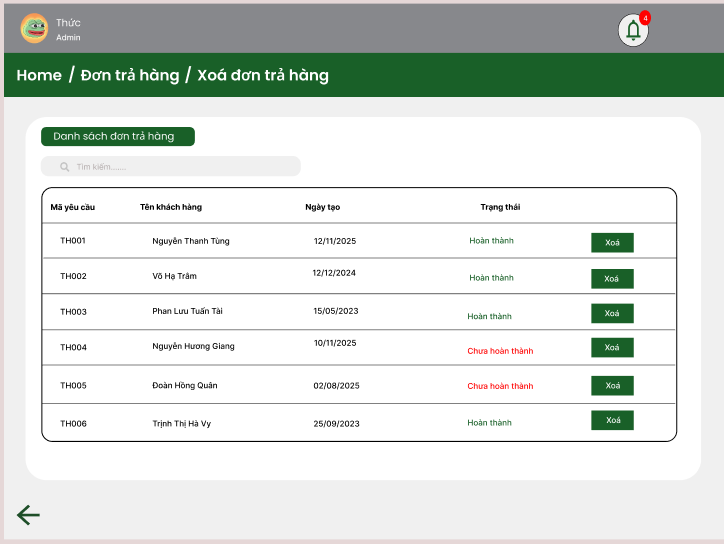 Thức
Admin
4
Home / Đơn trả hàng / Xoá đơn trả hàng
Danh sách đơn trả hàng
Tìm kiếm.......
Mã yêu cầu Tên khách hàng Ngày tạo Trạng thái
TH001 Nguyễn Thanh Tùng 12/11/2025 Hoàn thành Xoá
TH002 Võ Hạ Trâm 12/12/2024 Hoàn thành Xoá
TH003 Phan Lưu Tuấn Tài 15/05/2023 Hoàn thành Xoá
TH004 Nguyễn Hương Giang 10/11/2025 Chưa hoàn thành Xoá
TH005 Đoàn Hồng Quân 02/08/2025 Chưa hoàn thành Xoá
TH006 Trịnh Thị Hà Vy 25/09/2023 Hoàn thành Xoá